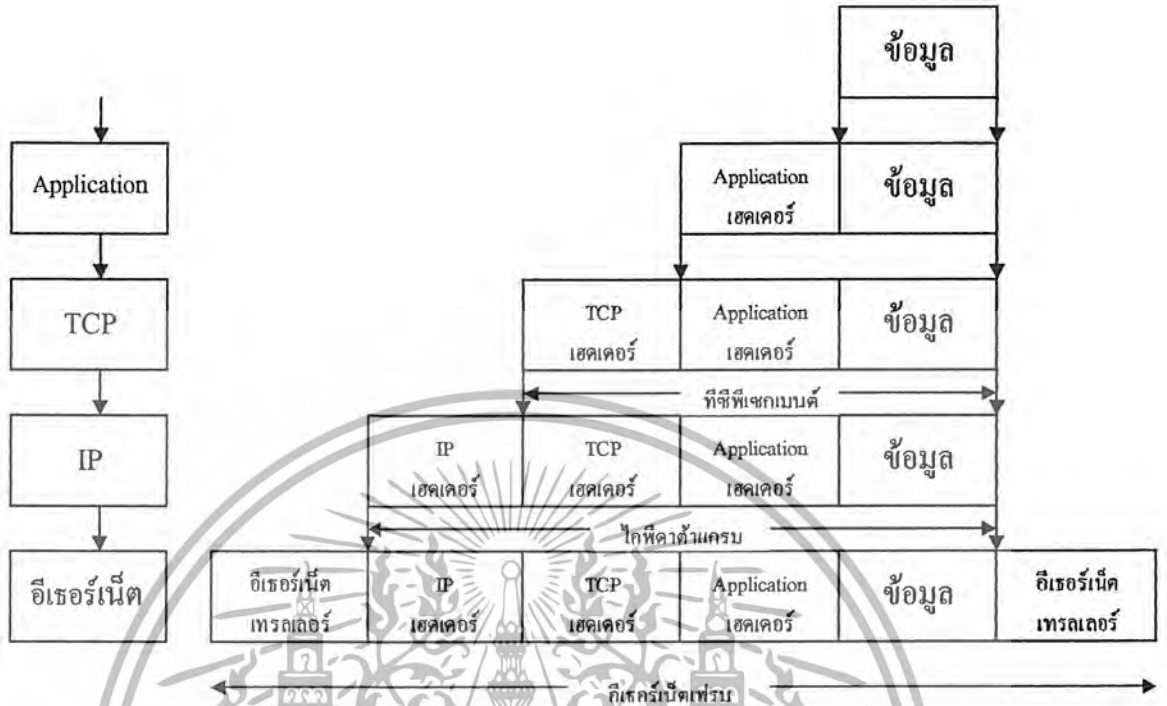 ข้อมูล
Application
Application
เฮดเดอร์
ข้อมูล
TCP
TCP
เฮดเดอร์
Application
เฮดเดอร์
ข้อมูล
ทีซีพีเซกเมนต์
IP
IP
เฮดเดอร์
TCP
เฮดเดอร์
Application
เฮดเดอร์
ข้อมูล
ไอพีดาต้าแกรม
อีเธอร์เน็ต
อีเธอร์เน็ต
เทรลเลอร์
IP
เฮดเดอร์
TCP
เฮดเดอร์
Application
เฮดเดอร์
ข้อมูล
อีเธอร์เน็ต
เทรลเลอร์
อีเธอร์เน็ตเฟรม